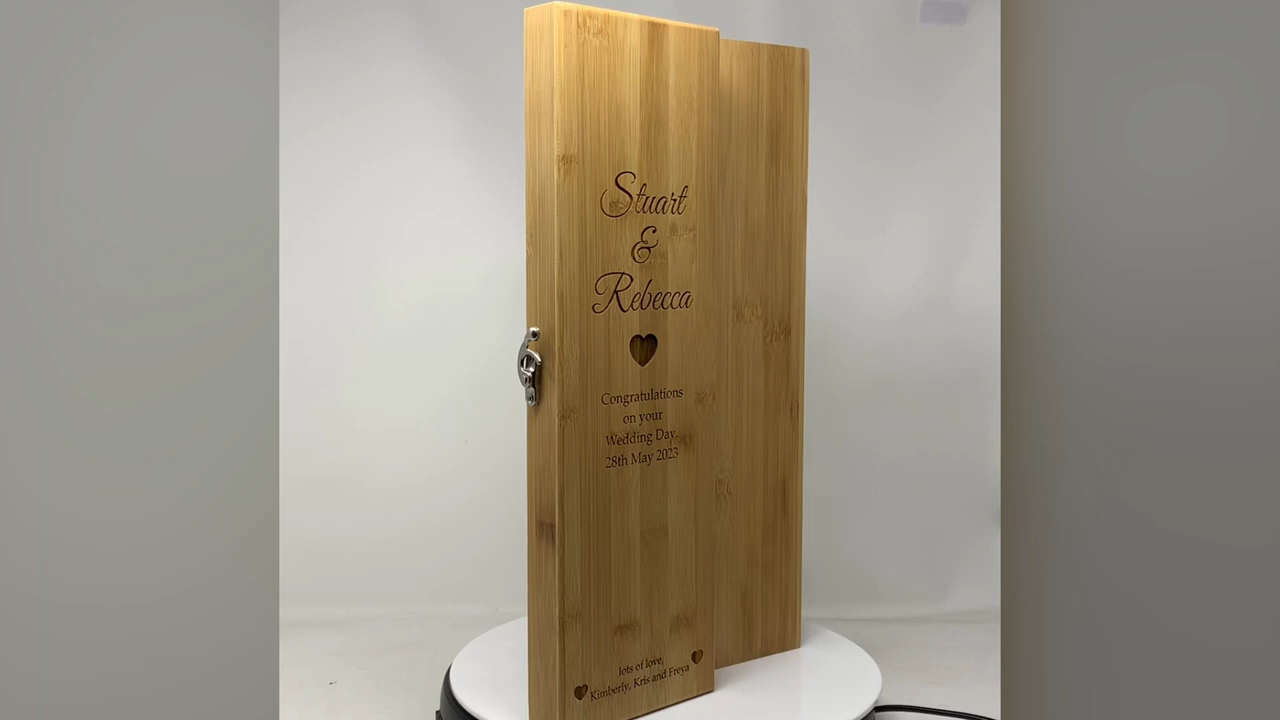 Stuart
&
Rebecca
Congratulations
on your
Wedding Day.
28th May 2023
lots of love,
Kimberly, Kris and Freya